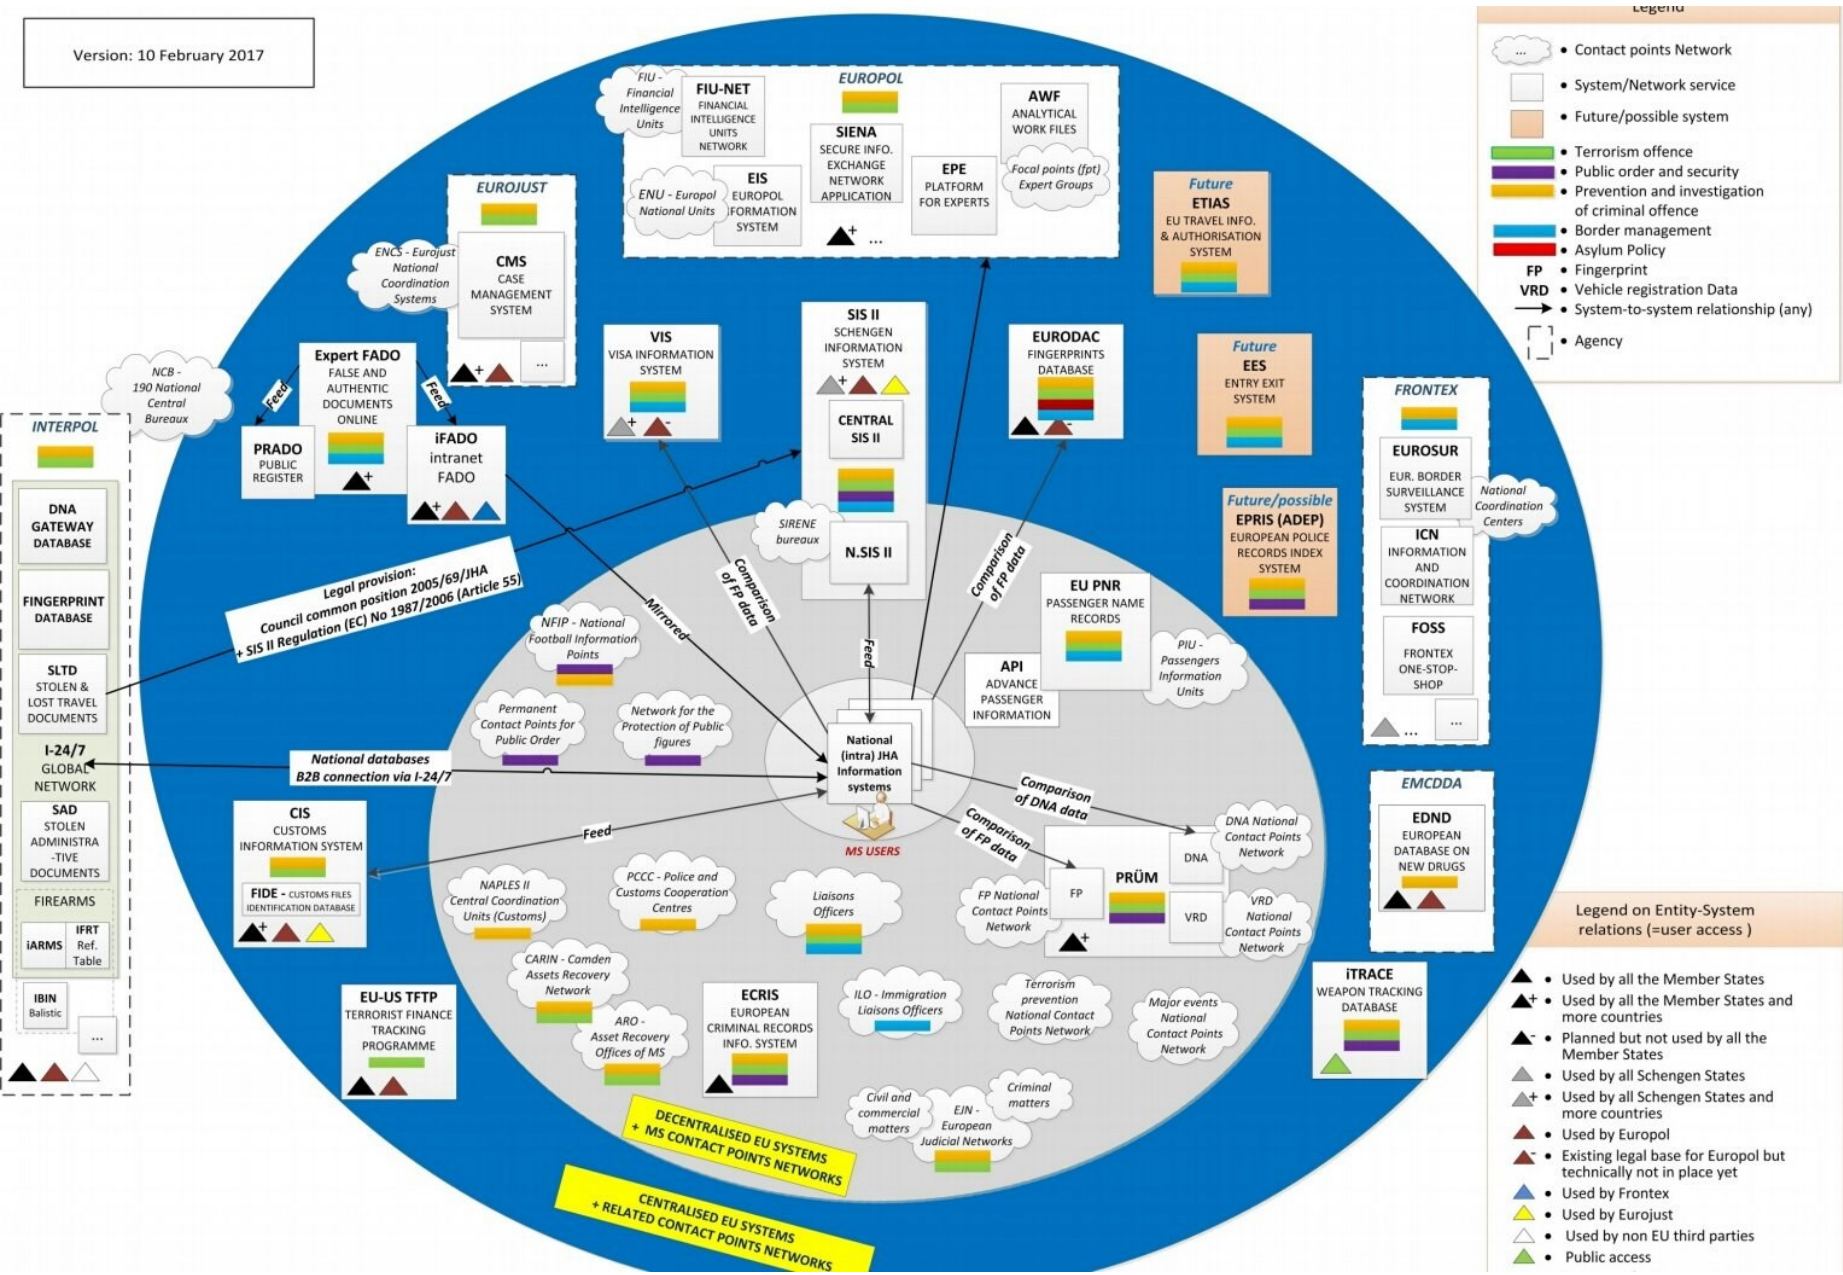 Version: 10 February 2017
Legend
...
• Contact points Network
• System/Network service
• Future/possible system
• Terrorism offence
• Public order and security
• Prevention and investigation
of criminal offence
• Border management
• Asylum Policy
FP • Fingerprint
VRD • Vehicle registration Data
• System-to-system relationship (any)
• Agency
EUROPOL
FIU -
Financial
Intelligence
Units
FIU-NET
FINANCIAL
INTELLIGENCE
UNITS
NETWORK
SIENA
SECURE INFO.
EXCHANGE
NETWORK
APPLICATION
AWF
ANALYTICAL
WORK FILES
Focal points (fpt)
Expert Groups
EPE
PLATFORM
FOR EXPERTS
ENU - Europol
National Units
EIS
EUROPOL
FORMATION
SYSTEM
+ ...
EUROJUST
ENCS - Eurojust
National
Coordination
Systems
CMS
CASE
MANAGEMENT
SYSTEM
+
...
Future
ETIAS
EU TRAVEL INFO.
& AUTHORISATION
SYSTEM
Future
EES
ENTRY EXIT
SYSTEM
Future/possible
EPRIS (ADEP)
EUROPEAN POLICE
RECORDS INDEX
SYSTEM
VIS
VISA INFORMATION
SYSTEM
+ -
SIS II
SCHENGEN
INFORMATION
SYSTEM
+
CENTRAL
SIS II
N.SIS II
SIRENE
bureaux
EURODAC
FINGERPRINTS
DATABASE
-
Expert FADO
FALSE AND
AUTHENTIC
DOCUMENTS
ONLINE
+
Feed
Feed
PRADO
PUBLIC
REGISTER
iFADO
intranet
FADO
+
NCB -
190 National
Central
Bureaux
INTERPOL
DNA
GATEWAY
DATABASE
FINGERPRINT
DATABASE
SLTD
STOLEN &
LOST TRAVEL
DOCUMENTS
I-24/7
GLOBAL
NETWORK
SAD
STOLEN
ADMINISTRA
-TIVE
DOCUMENTS
FIREARMS
iARMS
IFRT
Ref.
Table
IBIN
Balistic
...
Legal provision:
Council common position 2005/69/JHA
+ SIS II Regulation (EC) No 1987/2006 (Article 55)
Mirrored
Comparison
of FP data
Feed
Comparison
of FP data
National databases
B2B connection via I-24/7
Feed
Comparison
of DNA data
Comparison
of FP data
FRONTEX
EUROSUR
EUR. BORDER
SURVEILLANCE
SYSTEM
National
Coordination
Centers
ICN
INFORMATION
AND
COORDINATION
NETWORK
FOSS
FRONTEX
ONE-STOP-
SHOP
...
...
EMCDDA
EDND
EUROPEAN
DATABASE ON
NEW DRUGS
iTRACE
WEAPON TRACKING
DATABASE
EU PNR
PASSENGER NAME
RECORDS
PIU -
Passengers
Information
Units
API
ADVANCE
PASSENGER
INFORMATION
NFIP - National
Football Information
Points
Permanent
Contact Points for
Public Order
Network for the
Protection of Public
figures
National
(intra) JHA
Information
systems
MS USERS
CIS
CUSTOMS
INFORMATION SYSTEM
FIDE - CUSTOMS FILES
IDENTIFICATION DATABASE
+
EU-US TFTP
TERRORIST FINANCE
TRACKING
PROGRAMME
NAPLES II
Central Coordination
Units (Customs)
PCCC - Police and
Customs Cooperation
Centres
Liaisons
Officers
CARIN - Camden
Assets Recovery
Network
ARO -
Asset Recovery
Offices of MS
ECRIS
EUROPEAN
CRIMINAL RECORDS
INFO. SYSTEM
ILO - Immigration
Liaisons Officers
Terrorism
prevention
National Contact
Points Network
Major events
National
Contact Points
Network
Civil and
commercial
matters
EJN -
European
Judicial Networks
Criminal
matters
PRÜM
FP
DNA
VRD
+
FP National
Contact Points
Network
DNA National
Contact Points
Network
VRD
National
Contact Points
Network
DECENTRALISED EU SYSTEMS
+ MS CONTACT POINTS NETWORKS
CENTRALISED EU SYSTEMS
+ RELATED CONTACT POINTS NETWORKS
Legend on Entity-System
relations (=user access )
• Used by all the Member States
+ • Used by all the Member States and
more countries
- • Planned but not used by all the
Member States
• Used by all Schengen States
+ • Used by all Schengen States and
more countries
• Used by Europol
- • Existing legal base for Europol but
technically not in place yet
• Used by Frontex
• Used by Eurojust
• Used by non EU third parties
• Public access